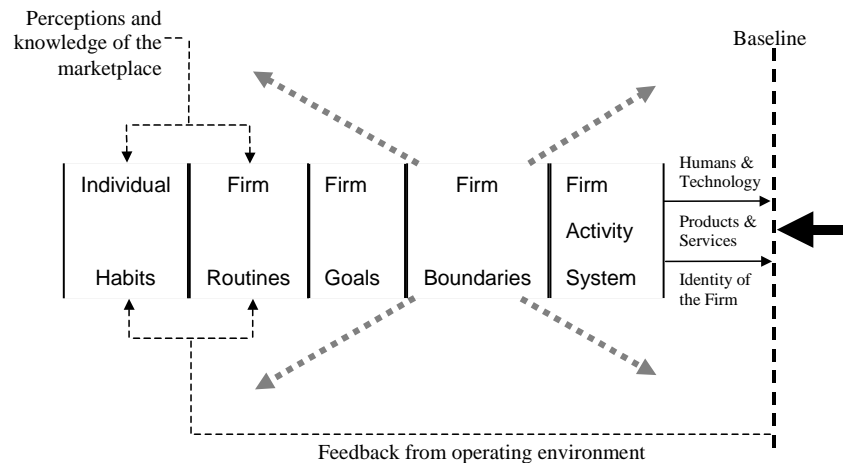 Perceptions and
knowledge of the
marketplace
Baseline
Individual
Habits
Firm
Routines
Firm
Goals
Firm
Boundaries
Firm
Activity
System
Humans &
Technology
Products &
Services
Identity of
the Firm
Feedback from operating environment